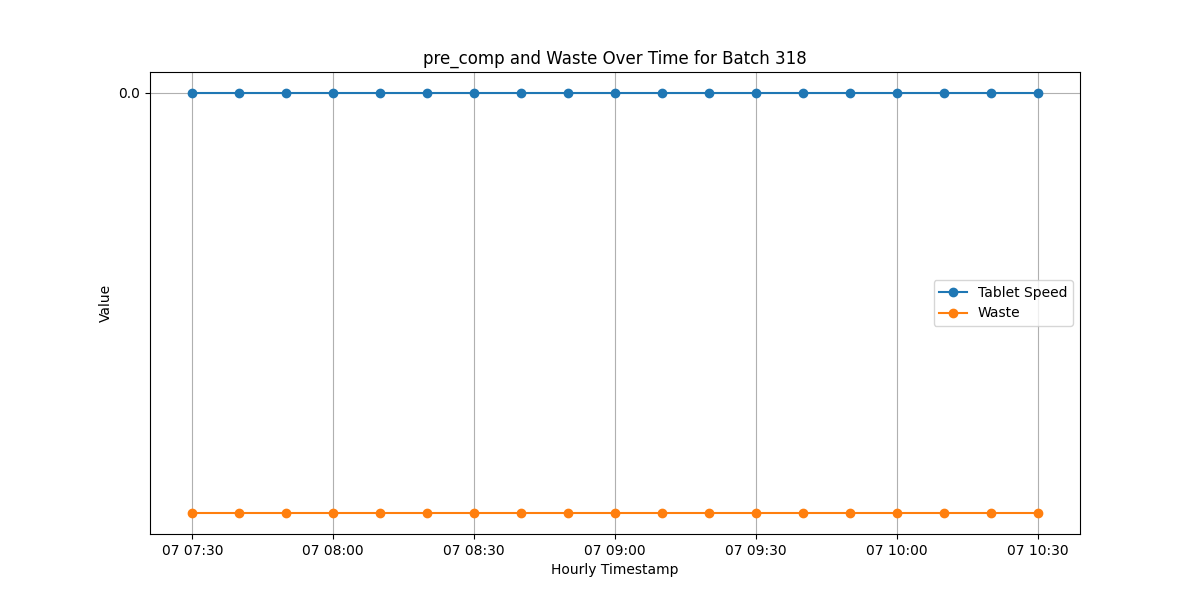 pre_comp and Waste Over Time for Batch 318
0.0
Value
Tablet Speed
Waste
07 07:30 07 08:00 07 08:30 07 09:00 07 09:30 07 10:00 07 10:30
Hourly Timestamp